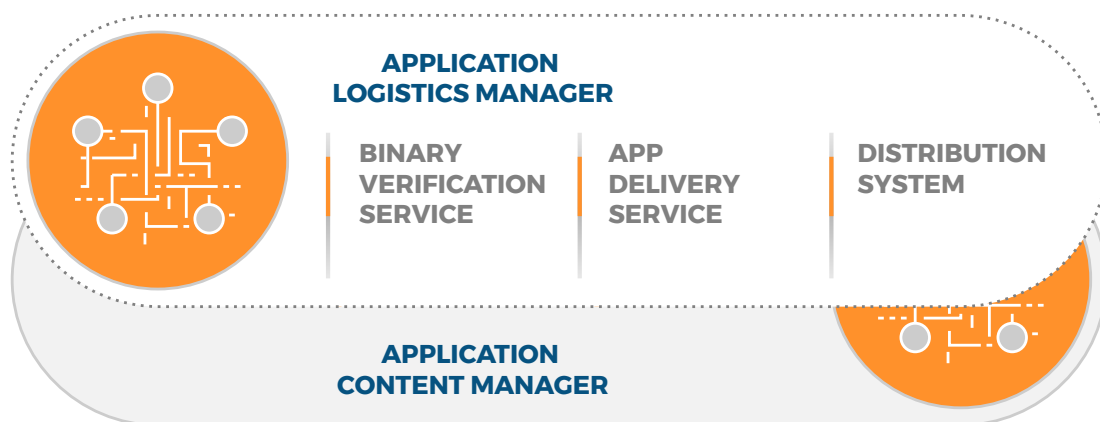 APPLICATION
LOGISTICS MANAGER
BINARY
VERIFICATION
SERVICE
APP
DELIVERY
SERVICE
DISTRIBUTION
SYSTEM
APPLICATION
CONTENT MANAGER